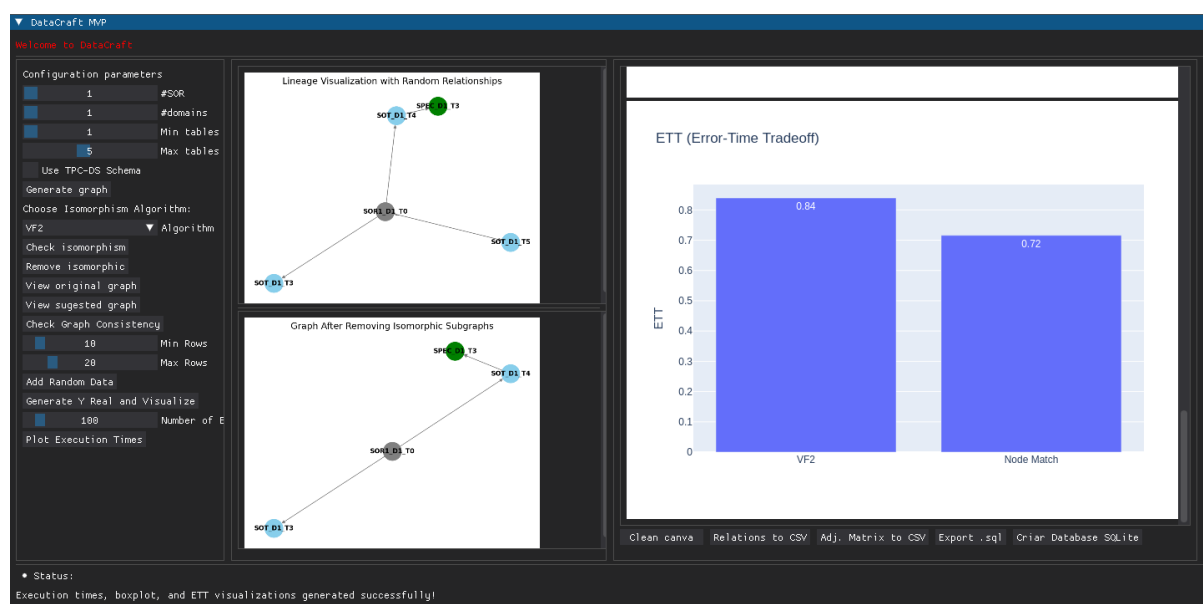 ▼ DataCraft MVP
Welcome to DataCraft
Configuration parameters
1 #SOR
1 #domains
1 Min tables
5 Max tables
Use TPC-DS Schema
Generate graph
Choose Isomorphism Algorithm:
VF2 ▼ Algorithm
Check isomorphism
Remove isomorphic
View original graph
View sugested graph
Check Graph Consistency
10 Min Rows
20 Max Rows
Add Random Data
Generate Y Real and Visualize
100 Number of E
Plot Execution Times
Lineage Visualization with Random Relationships
SPEC_D1_T3
SOT_D1_T4
SOR1_D1_T0
SOT_D1_T5
SOT_D1_T3
Graph After Removing Isomorphic Subgraphs
SPEC_D1_T3
SOT_D1_T4
SOR1_D1_T0
SOT_D1_T3
ETT (Error-Time Tradeoff)
0.84
0.72
0.8
0.7
0.6
0.5
0.4
0.3
0.2
0.1
0
ETT
VF2 Node Match
Clean canva Relations to CSV Adj. Matrix to CSV Export .sql Criar Database SQLite
• Status:
Execution times, boxplot, and ETT visualizations generated successfully!